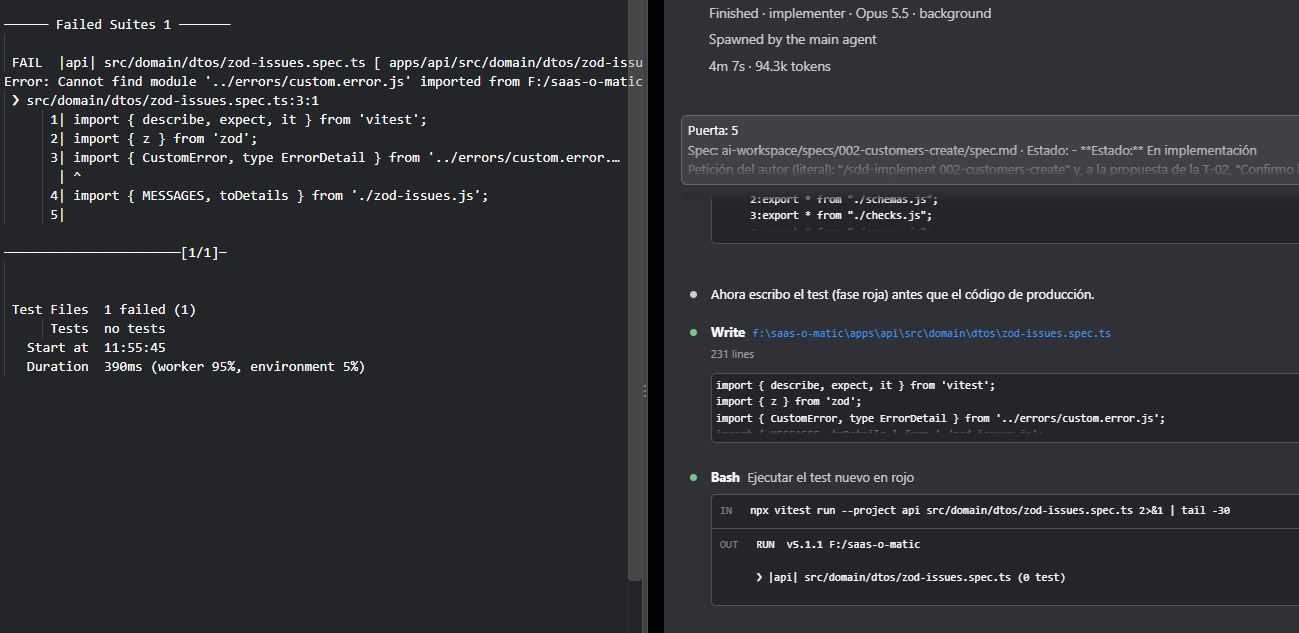 Failed Suites 1
FAIL |api| src/domain/dtos/zod-issues.spec.ts [ apps/api/src/domain/dtos/zod-issu
Error: Cannot find module '../errors/custom.error.js' imported from F:/saas-o-matic
❯ src/domain/dtos/zod-issues.spec.ts:3:1
1| import { describe, expect, it } from 'vitest';
2| import { z } from 'zod';
3| import { CustomError, type ErrorDetail } from '../errors/custom.error.…
| ^
4| import { MESSAGES, toDetails } from './zod-issues.js';
5|
[1/1]
Test Files 1 failed (1)
Tests no tests
Start at 11:55:45
Duration 390ms (worker 95%, environment 5%)
Finished · implementer · Opus 5.5 · background
Spawned by the main agent
4m 7s · 94.3k tokens
Puerta: 5
Spec: ai-workspace/specs/002-customers-create/spec.md · Estado: - **Estado:** En implementación
Petición del autor (literal): "/sdd-implement 002-customers-create" y, a la propuesta de la T-02, "Confirmo
2:export * from "./schemas.js";
3:export * from "./checks.js";
Ahora escribo el test (fase roja) antes que el código de producción.
Write f:\saas-o-matic\apps\api\src\domain\dtos\zod-issues.spec.ts
231 lines
import { describe, expect, it } from 'vitest';
import { z } from 'zod';
import { CustomError, type ErrorDetail } from '../errors/custom.error.js';
import { MESSAGES, toDetails } from './zod-issues.js';
Bash Ejecutar el test nuevo en rojo
IN npx vitest run --project api src/domain/dtos/zod-issues.spec.ts 2>&1 | tail -30
OUT RUN v5.1.1 F:/saas-o-matic
❯ |api| src/domain/dtos/zod-issues.spec.ts (0 test)